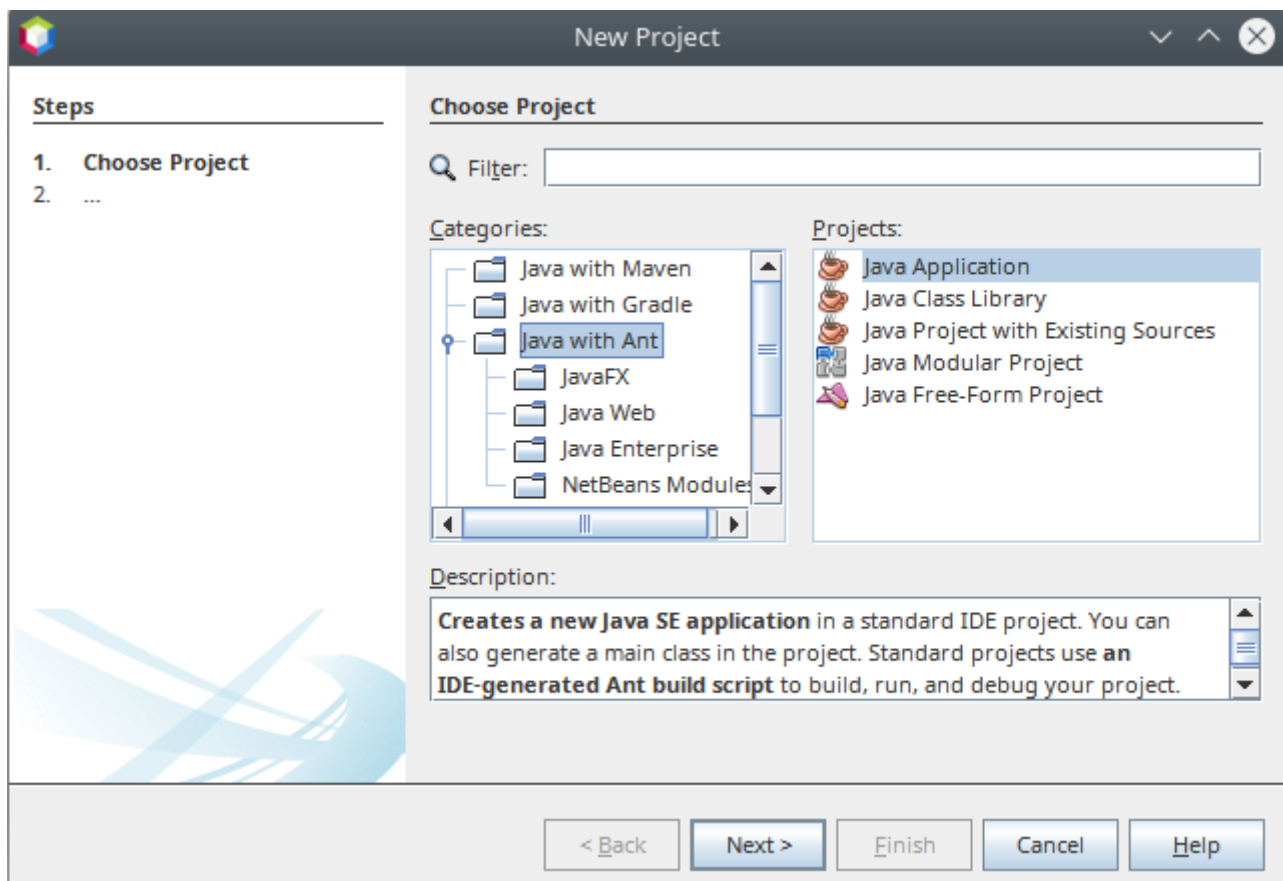 New Project
Steps
1. Choose Project
2. ...
Choose Project
Filter:
Categories:
Java with Maven
Java with Gradle
Java with Ant
JavaFX
Java Web
Java Enterprise
NetBeans Modules
Projects:
Java Application
Java Class Library
Java Project with Existing Sources
Java Modular Project
Java Free-Form Project
Description:
Creates a new Java SE application in a standard IDE project. You can
also generate a main class in the project. Standard projects use an
IDE-generated Ant build script to build, run, and debug your project.
< Back
Next >
Finish
Cancel
Help